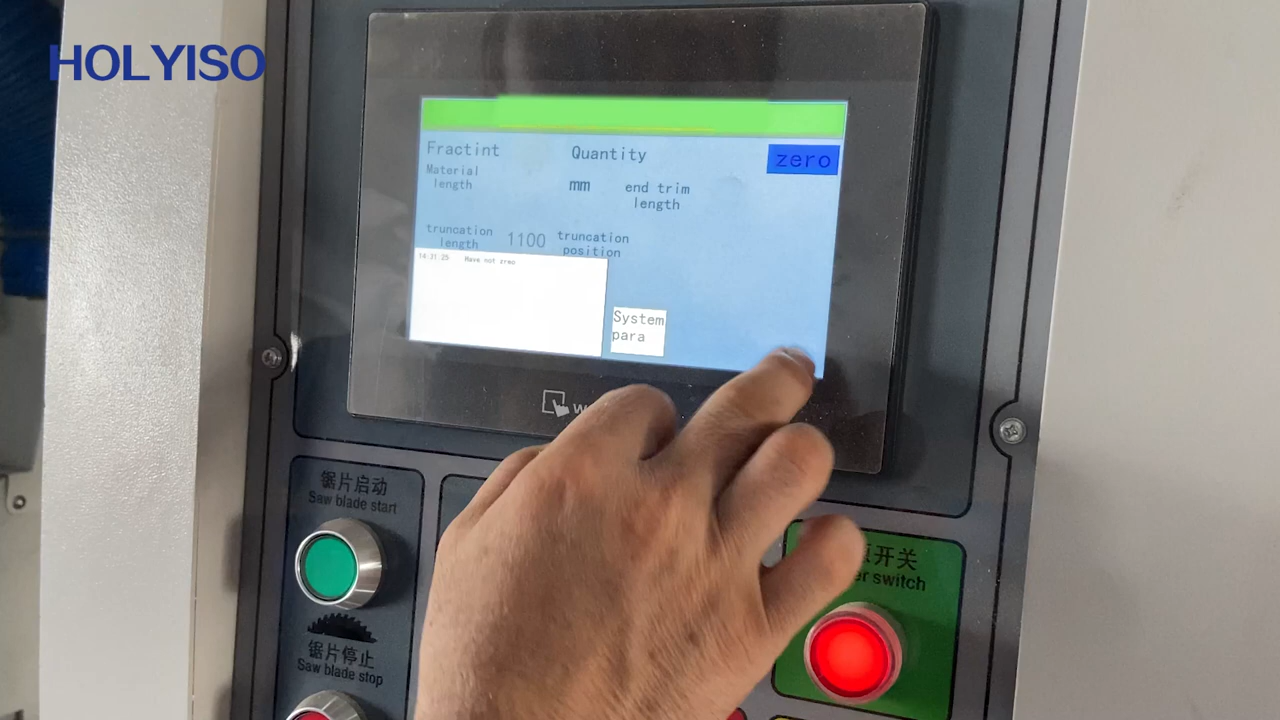 HOLYISO
Fractint
Quantity
zero
Material
length
mm
end trim
length
truncation
length
1100
truncation
position
14:31:25 Have not zreo
System
para
锯片启动
Saw blade start
开关
switch
锯片停止
Saw blade stop